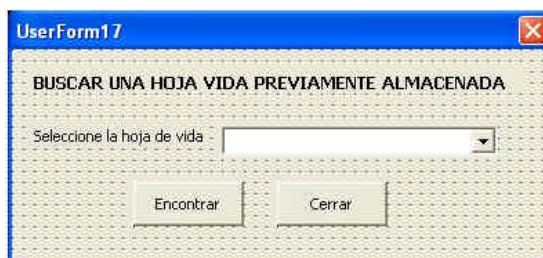 UserForm17
BUSCAR UNA HOJA VIDA PREVIAMENTE ALMACENADA
Seleccione la hoja de vida
Encontrar Cerrar